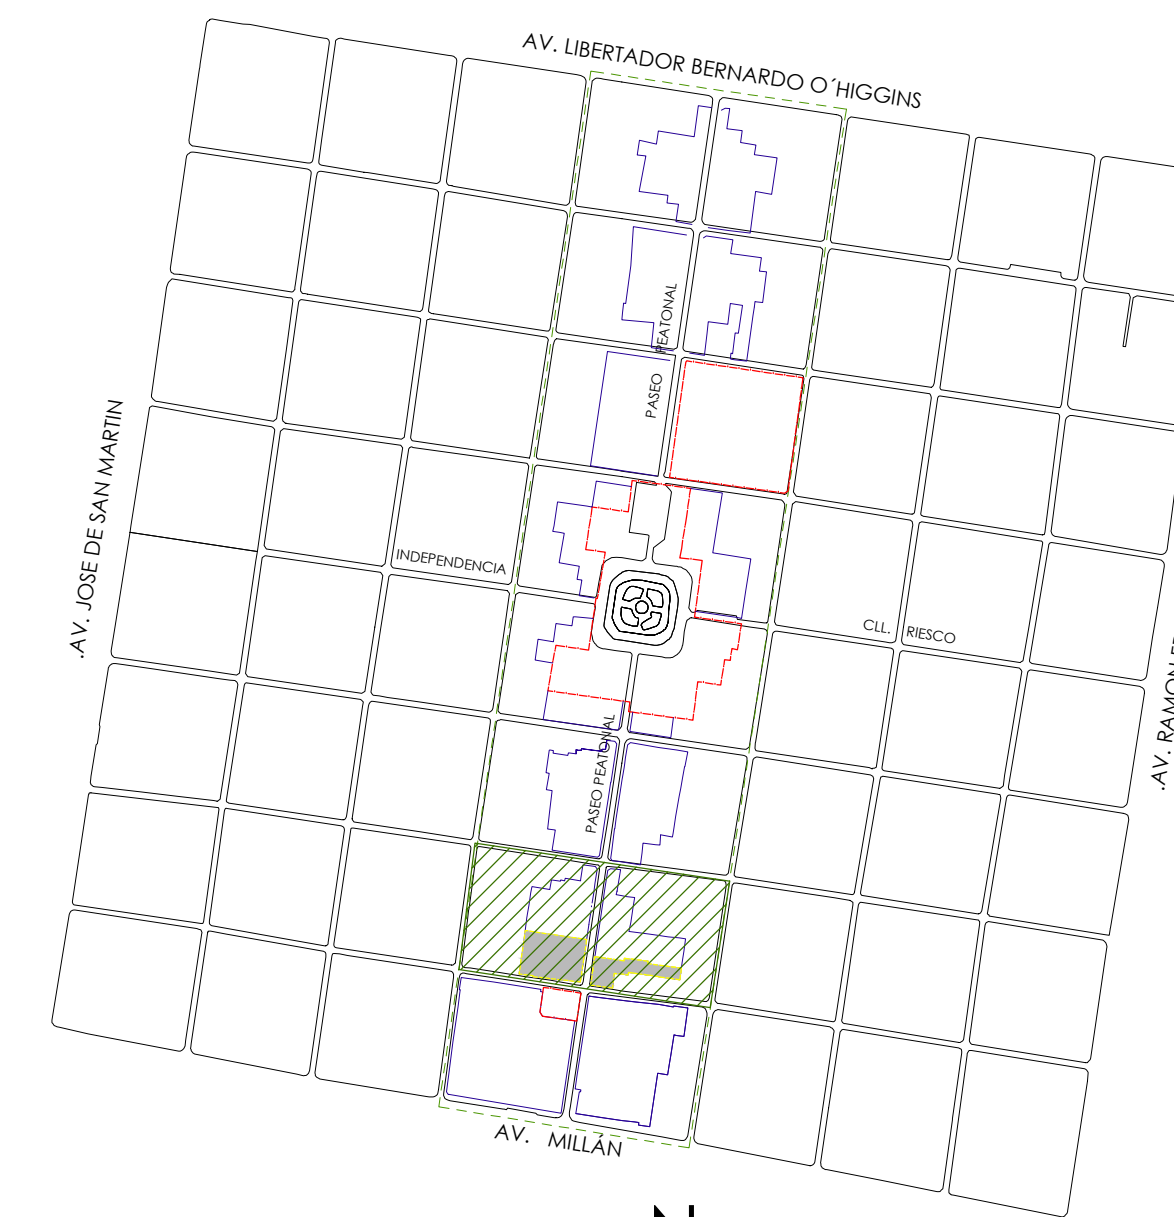 AV. LIBERTADOR BERNARDO O´HIGGINS
PASEO PEATONAL
.AV. JOSE DE SAN MARTIN
INDEPENDENCIA
CLL. RIESCO
PASEO PEATONAL
.AV. RAMON
AV. MILLÁN
N